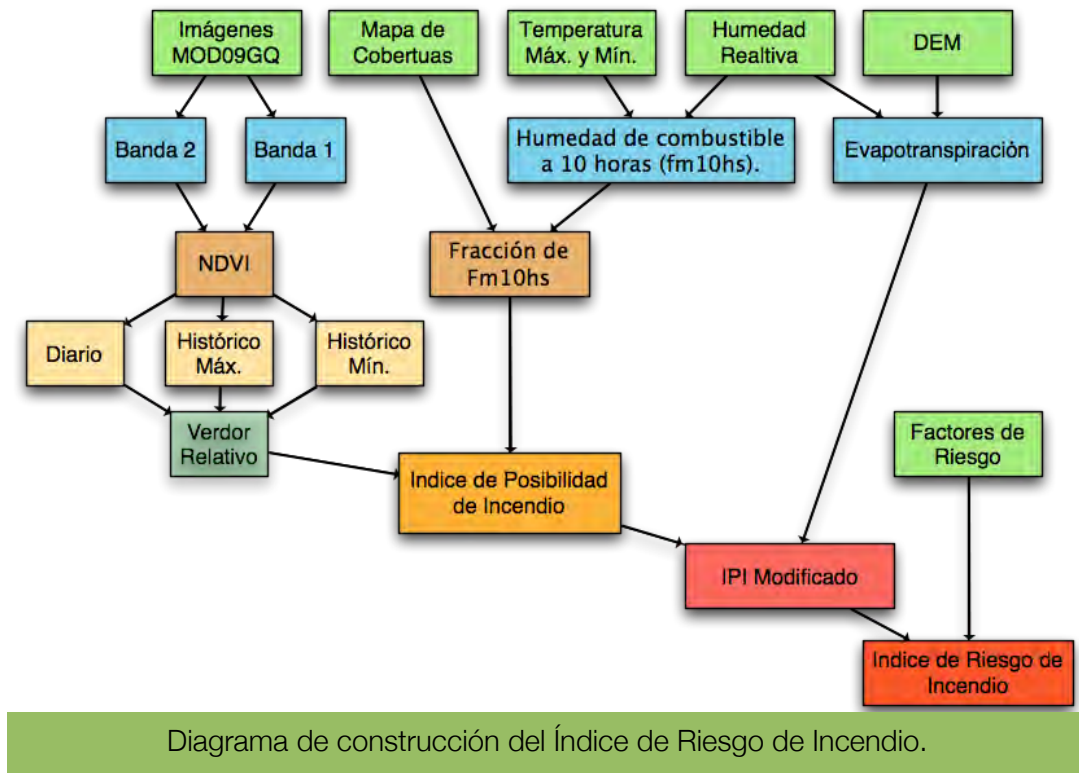 Imágenes
MOD09GQ
Mapa de
Cobertuas
Temperatura
Máx. y Mín.
Humedad
Realtiva
DEM
Banda 2
Banda 1
Humedad de combustible
a 10 horas (fm10hs).
Evapotranspiración
NDVI
Fracción de
Fm10hs
Diario
Histórico
Máx.
Histórico
Mín.
Verdor
Relativo
Factores de
Riesgo
Indice de Posibilidad
de Incendio
IPI Modificado
Indice de Riesgo de
Incendio
Diagrama de construcción del Índice de Riesgo de Incendio.